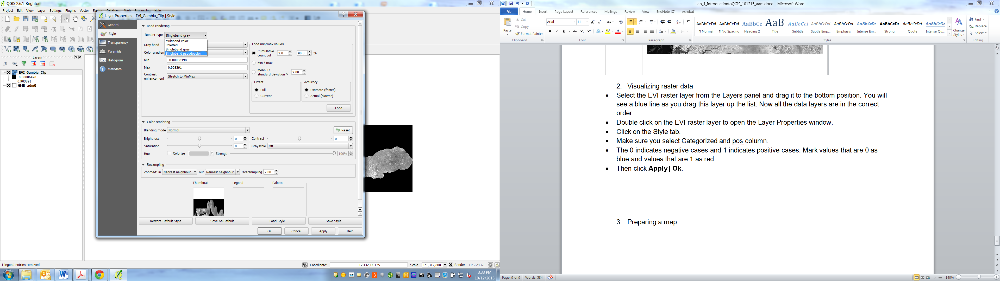 QGIS 2.6.1-Brighton
Project Edit View Layer Settings Plugins Vector Raster Database Web Processing Help
Layers
EVI_Gambia_Clip
-0.00086498
0.903391
GMB_adm0
Layer Properties - EVI_Gambia_Clip | Style
General
Style
Transparency
Pyramids
Histogram
Metadata
Band rendering
Render type Singleband gray
Multiband color
Paletted
Singleband gray
Singleband pseudocolor
Gray band
Color gradien
Min -0.00086498
Max 0.903391
Contrast enhancement Stretch to MinMax
Load min/max values
Cumulative count cut 2.0 - 98.0 %
Min / max
Mean +/- standard deviation × 2.00
Extent
Full
Current
Accuracy
Estimate (faster)
Actual (slower)
Load
Color rendering
Blending mode Normal Reset
Brightness 0 Contrast 0
Saturation 0 Grayscale Off
Hue Colorize Strength 100%
Resampling
Zoomed: in Nearest neighbour out Nearest neighbour Oversampling 2.00
Thumbnail Legend Palette
Restore Default Style Save As Default Load Style... Save Style...
OK Cancel Apply Help
1 legend entries removed.
Coordinate: -17.432,14.175 Scale 1:1,312,808 Render EPSG:4326
3:33 PM
10/12/2015
Lab_1_IntroductiontoQGIS_101215_aam.docx - Microsoft Word
File Home Insert Page Layout References Mailings Review View EndNote X7 Acrobat
Paste
Cut
Copy
Format Painter
Clipboard
Arial 11
Font
Paragraph
AaBbCcDd AaBbCcDd AaBbCc AaB AaBbCcI AaBbCcDd AaBbCcDd AaBbCcDc AaBbCcDc AaBbCcDd AaBbCcDc
¶ Normal ¶ No Spacing Heading 2 Title Subtitle Subtle Emp... Emphasis Intense Em... Strong Quote Intense Qu...
Styles
Change Styles
Find
Replace
Select
Editing
2. Visualizing raster data
• Select the EVI raster layer from the Layers panel and drag it to the bottom position. You will
see a blue line as you drag this layer up the list. Now all the data layers are in the correct
order.
• Double click on the EVI raster layer to open the Layer Properties window.
• Click on the Style tab.
• Make sure you select Categorized and pos column.
• The 0 indicates negative cases and 1 indicates positive cases. Mark values that are 0 as
blue and values that are 1 as red.
• Then click Apply| Ok.
3. Preparing a map
Page: 9 of 9 Words: 534 140%